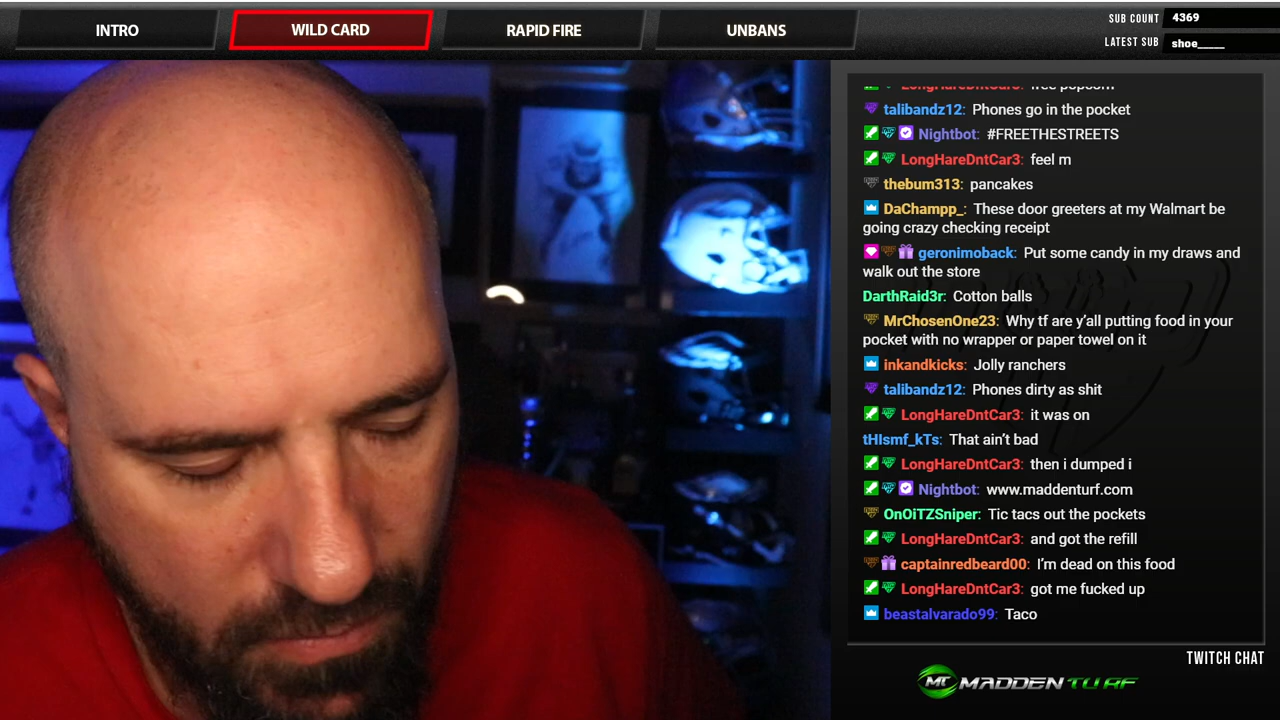 INTRO
WILD CARD
RAPID FIRE
UNBANS
SUB COUNT 4369
LATEST SUB shoe_____
LongHareDntCar3: free popcorn
talibandz12: Phones go in the pocket
Nightbot: #FREETHESTREETS
LongHareDntCar3: feel m
thebum313: pancakes
DaChampp_: These door greeters at my Walmart be
going crazy checking receipt
geronimoback: Put some candy in my draws and
walk out the store
DarthRaid3r: Cotton balls
MrChosenOne23: Why tf are y'all putting food in your
pocket with no wrapper or paper towel on it
inkandkicks: Jolly ranchers
talibandz12: Phones dirty as shit
LongHareDntCar3: it was on
tHIsmf_kTs: That ain't bad
LongHareDntCar3: then i dumped i
Nightbot: www.maddenturf.com
OnOiTZSniper: Tic tacs out the pockets
LongHareDntCar3: and got the refill
captainredbeard00: I'm dead on this food
LongHareDntCar3: got me fucked up
beastalvarado99: Taco
TWITCH CHAT
MT MADDEN TURF